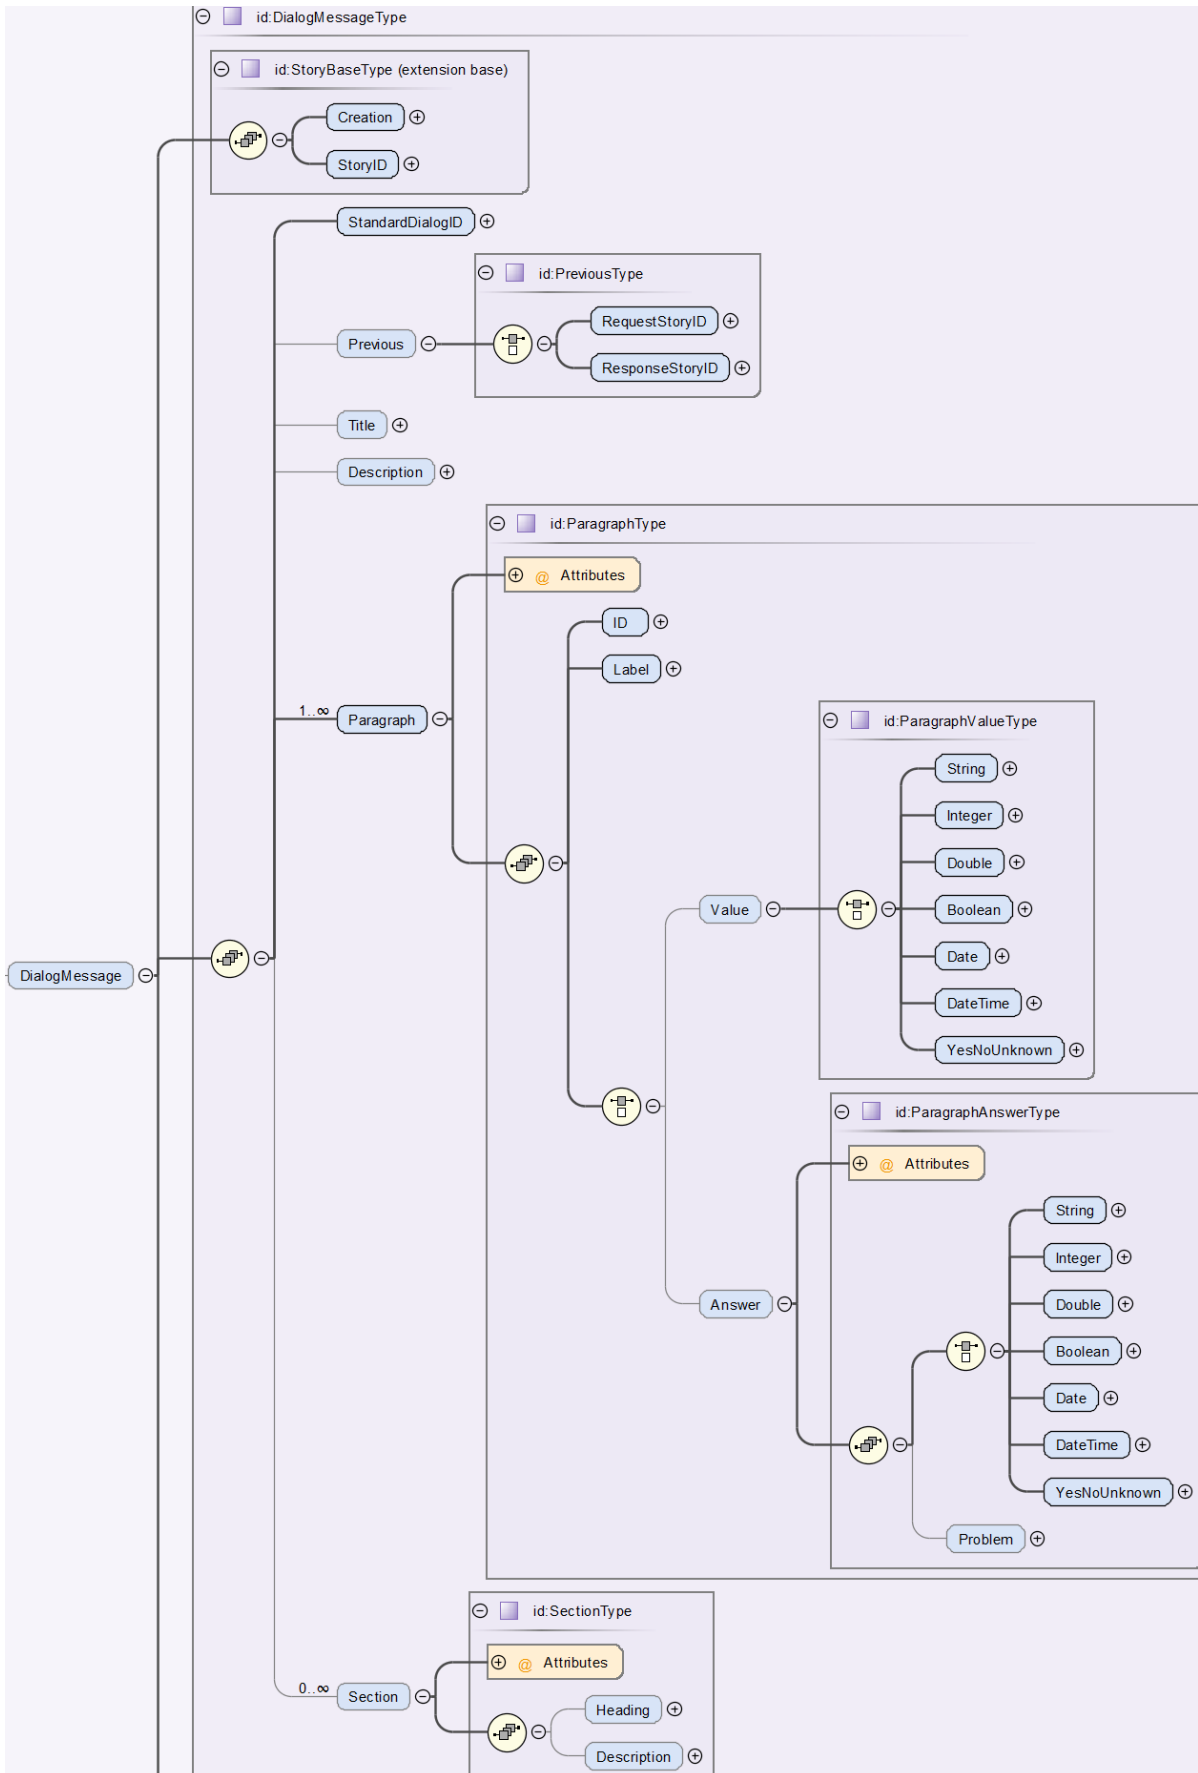 id:DialogMessageType
id:StoryBaseType (extension base)
Creation
StoryID
StandardDialogID
id:PreviousType
RequestStoryID
Previous
ResponseStoryID
Title
Description
id:ParagraphType
@ Attributes
ID
Label
1..∞
Paragraph
id:ParagraphValueType
String
Integer
Double
Value
Boolean
Date
DateTime
YesNoUnknown
DialogMessage
id:ParagraphAnswerType
@ Attributes
String
Integer
Answer
Double
Boolean
Date
DateTime
YesNoUnknown
Problem
id:SectionType
@ Attributes
0..∞
Section
Heading
Description